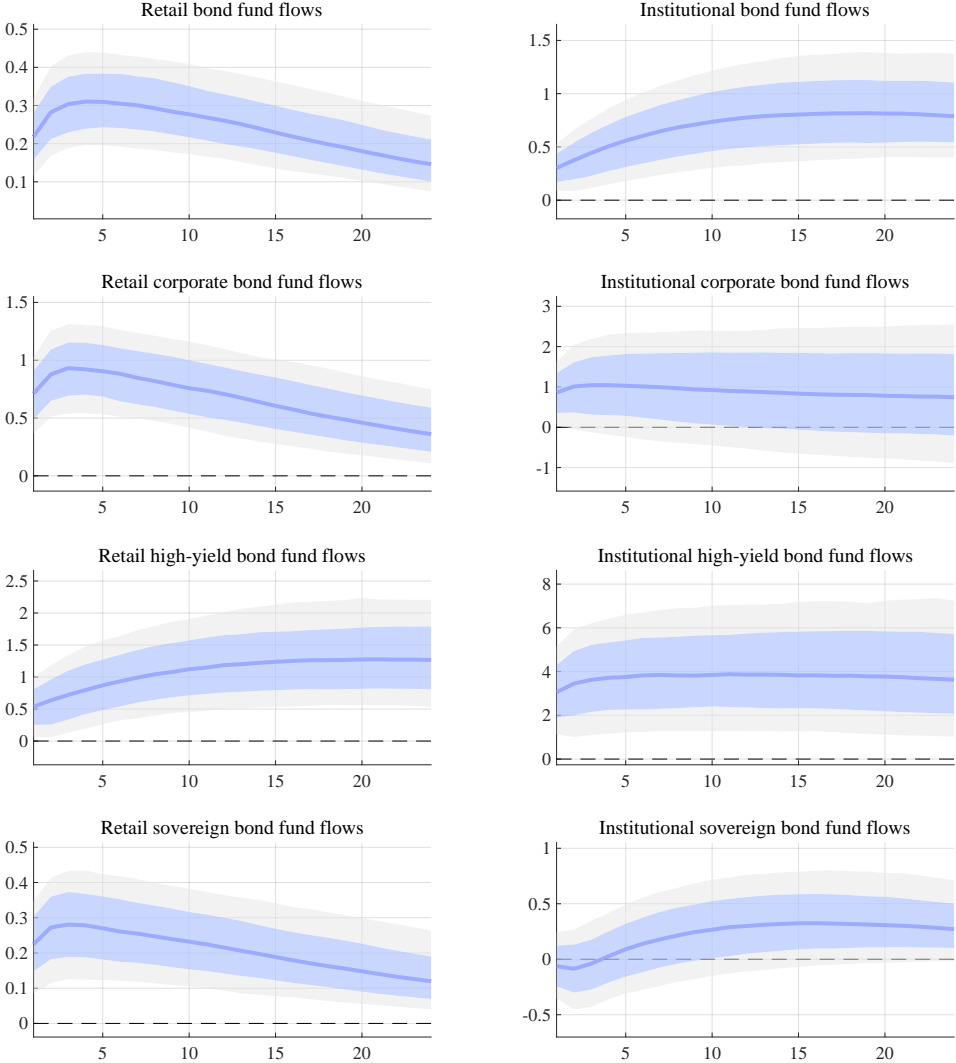 Retail bond fund flows
0.5
0.4
0.3
0.2
0.1
5 10 15 20
Institutional bond fund flows
1.5
1
0.5
0
5 10 15 20
Retail corporate bond fund flows
1.5
1
0.5
0
5 10 15 20
Institutional corporate bond fund flows
3
2
1
0
-1
5 10 15 20
Retail high-yield bond fund flows
2.5
2
1.5
1
0.5
0
5 10 15 20
Institutional high-yield bond fund flows
8
6
4
2
0
5 10 15 20
Retail sovereign bond fund flows
0.5
0.4
0.3
0.2
0.1
0
5 10 15 20
Institutional sovereign bond fund flows
1
0.5
0
-0.5
5 10 15 20